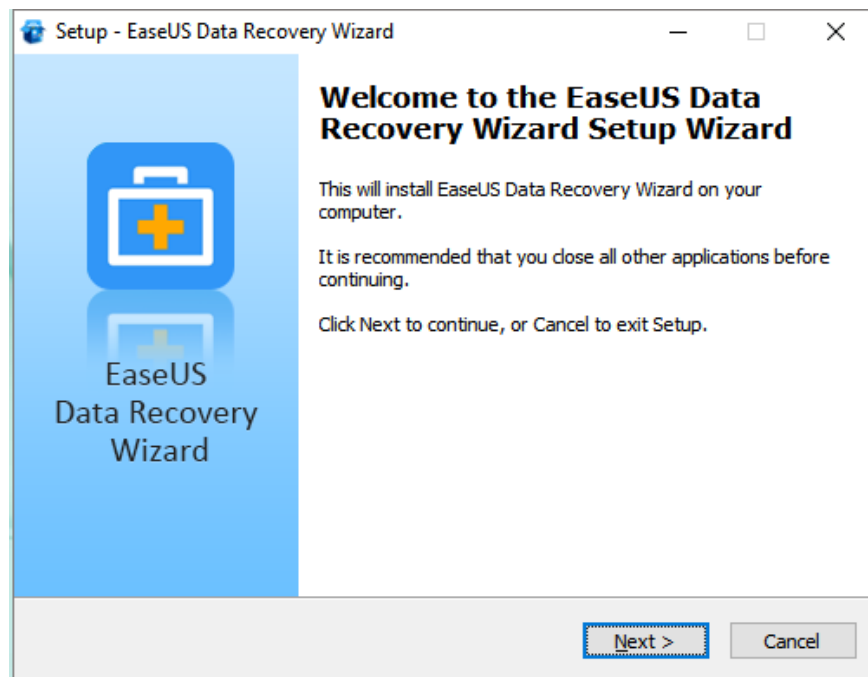 Setup - EaseUS Data Recovery Wizard
Welcome to the EaseUS Data
Recovery Wizard Setup Wizard
This will install EaseUS Data Recovery Wizard on your
computer.
It is recommended that you close all other applications before
continuing.
Click Next to continue, or Cancel to exit Setup.
EaseUS
Data Recovery
Wizard
Next >
Cancel